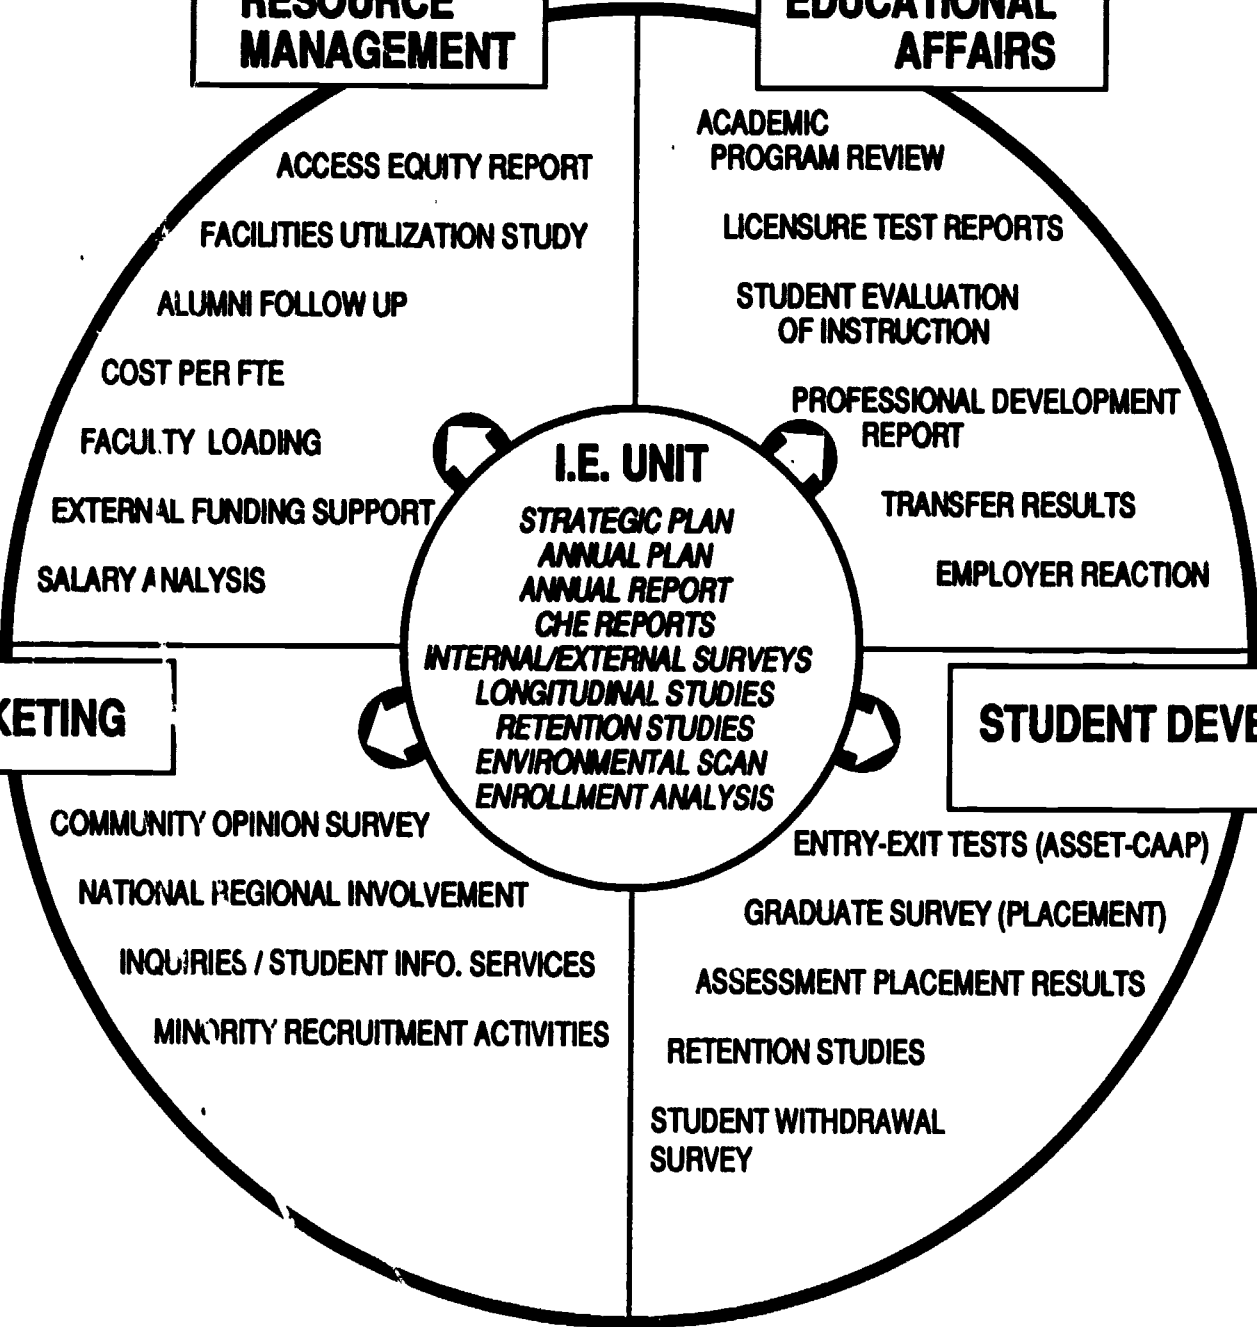 RESOURCE
MANAGEMENT
ACCESS EQUITY REPORT
FACILITIES UTILIZATION STUDY
ALUMNI FOLLOW UP
COST PER FTE
FACULTY LOADING
EXTERNAL FUNDING SUPPORT
SALARY ANALYSIS
EDUCATIONAL
AFFAIRS
ACADEMIC
PROGRAM REVIEW
LICENSURE TEST REPORTS
STUDENT EVALUATION
OF INSTRUCTION
PROFESSIONAL DEVELOPMENT
REPORT
TRANSFER RESULTS
EMPLOYER REACTION
I.E. UNIT
STRATEGIC PLAN
ANNUAL PLAN
ANNUAL REPORT
CHE REPORTS
INTERNAL/EXTERNAL SURVEYS
LONGITUDINAL STUDIES
RETENTION STUDIES
ENVIRONMENTAL SCAN
ENROLLMENT ANALYSIS
KETING
COMMUNITY OPINION SURVEY
NATIONAL REGIONAL INVOLVEMENT
INQUIRIES / STUDENT INFO. SERVICES
MINORITY RECRUITMENT ACTIVITIES
STUDENT DEVE
ENTRY-EXIT TESTS (ASSET-CAAP)
GRADUATE SURVEY (PLACEMENT)
ASSESSMENT PLACEMENT RESULTS
RETENTION STUDIES
STUDENT WITHDRAWAL
SURVEY